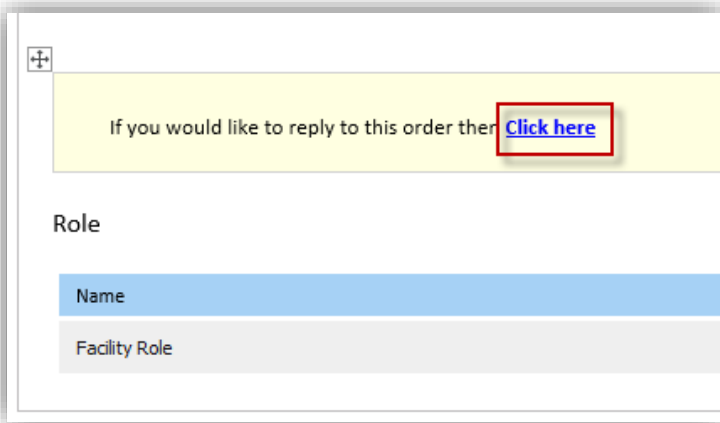 If you would like to reply to this order then Click here
Role
Name
Facility Role